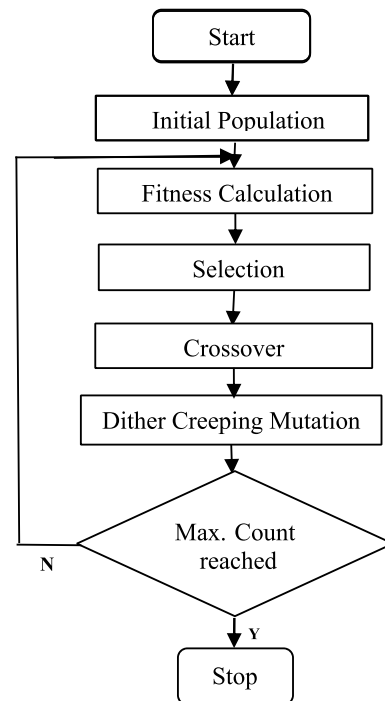 Start
Initial Population
Fitness Calculation
Selection
Crossover
Dither Creeping Mutation
Max. Count
reached
N
Y
Stop